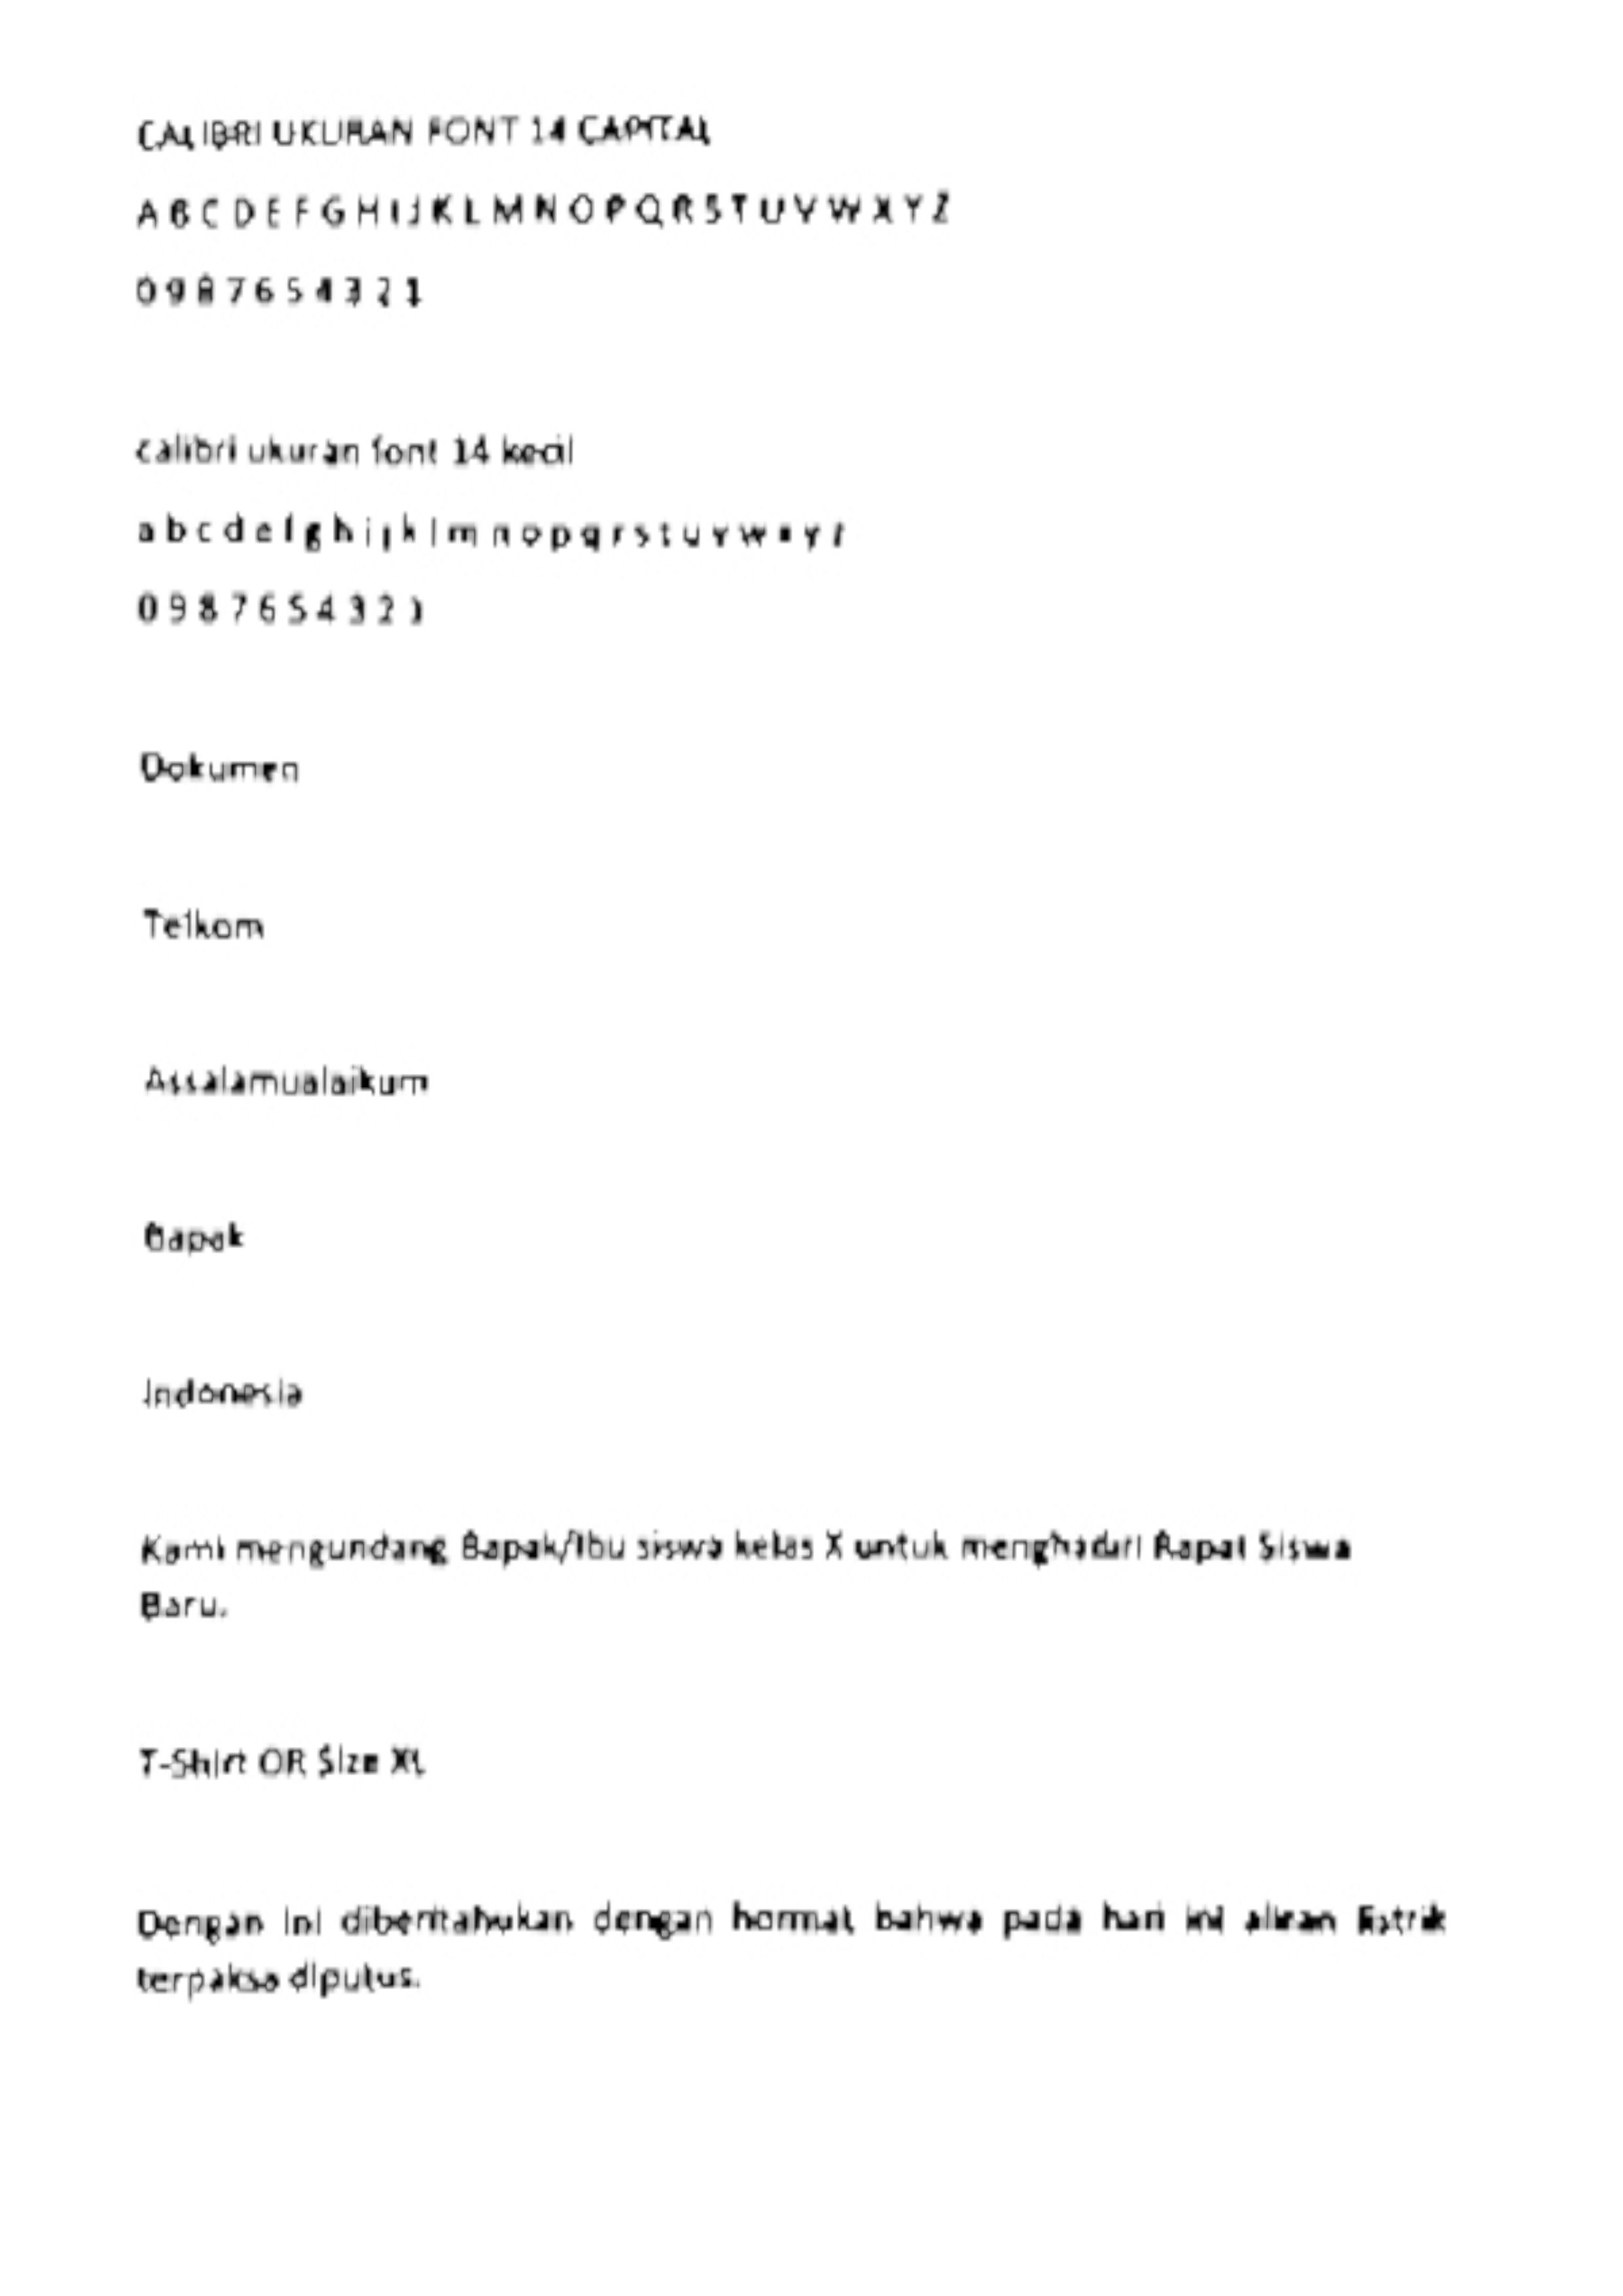 CALIBRI UKURAN FONT 14 CAPITAL
A B C D E F G H I J K L M N O P Q R S T U V W X Y Z
0 9 8 7 6 5 4 3 2 1
calibri ukuran font 14 kecil
a b c d e f g h i j k l m n o p q r s t u v w x y z
0 9 8 7 6 5 4 3 2 1
Dokumen
Telkom
Assalamualaikum
Bapak
Indonesia
Kami mengundang Bapak/Ibu siswa kelas X untuk menghadiri Rapat Siswa
Baru.
T-Shirt OR Size XL
Dengan ini diberitahukan dengan hormat bahwa pada hari ini aliran listrik
terpaksa diputus.